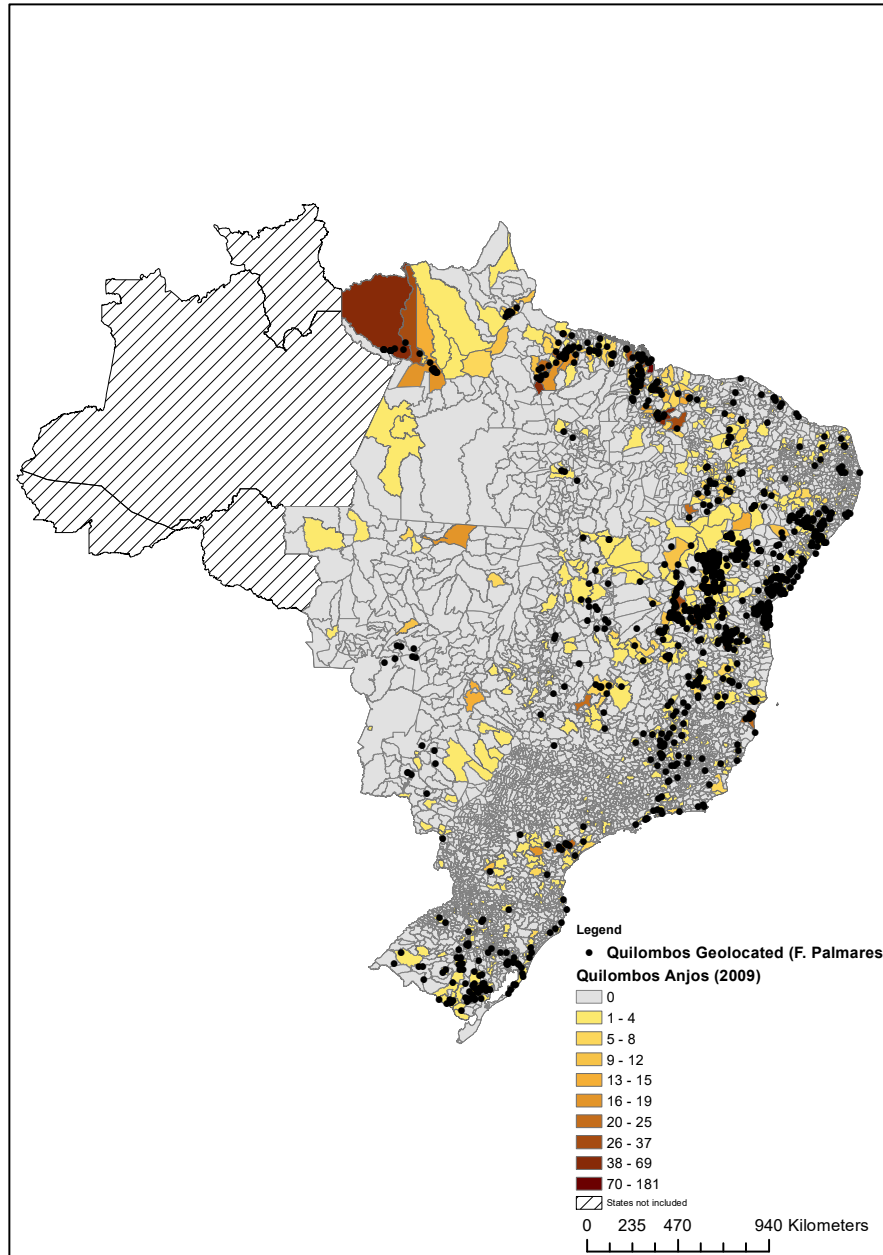 Legend
Quilombos Geolocated (F. Palmares
Quilombos Anjos (2009)
0
1 - 4
5 - 8
9 - 12
13 - 15
16 - 19
20 - 25
26 - 37
38 - 69
70 - 181
States not included
0 235 470 940 Kilometers